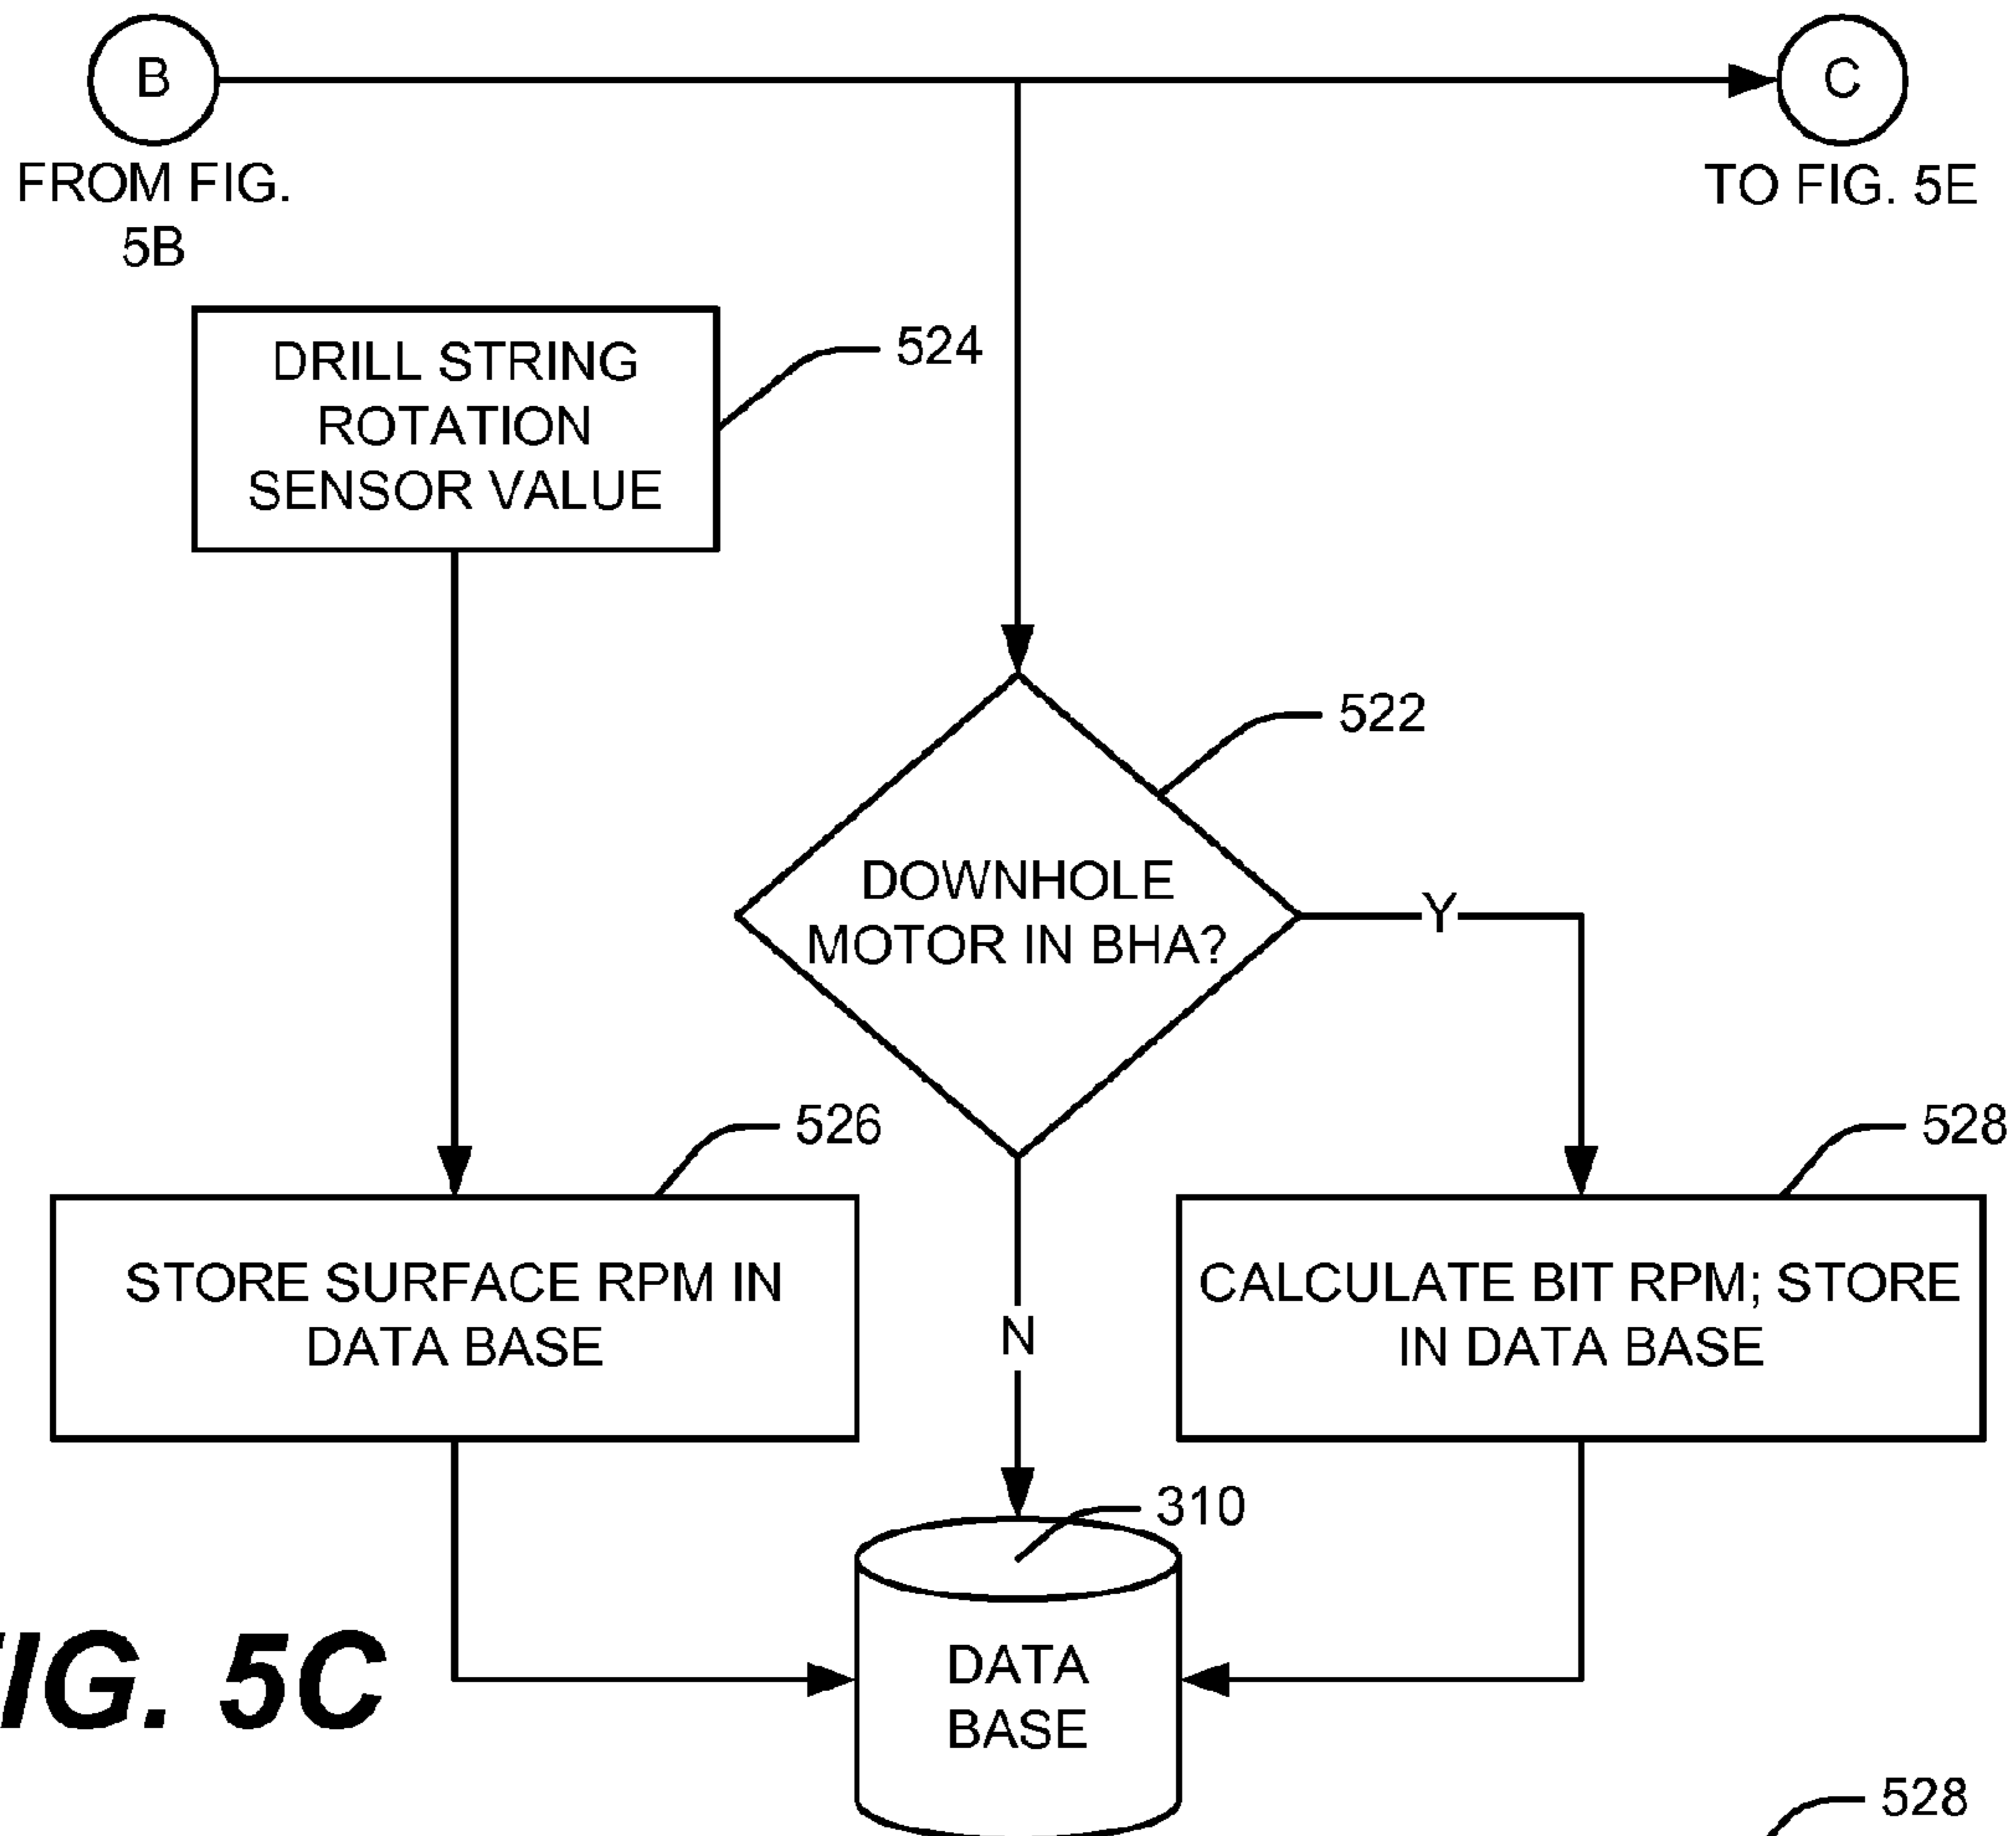 B
C
FROM FIG.
5B
TO FIG. 5E
DRILL STRING
ROTATION
SENSOR VALUE
524
522
DOWNHOLE
MOTOR IN BHA?
Y
526
528
STORE SURFACE RPM IN
DATA BASE
N
CALCULATE BIT RPM; STORE
IN DATA BASE
310
DATA
BASE
FIG. 5C
528